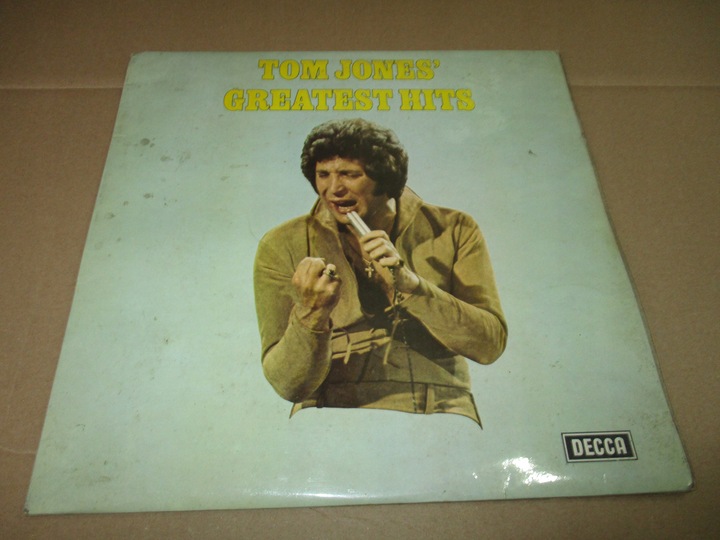 TOM JONES'
GREATEST HITS
DECCA